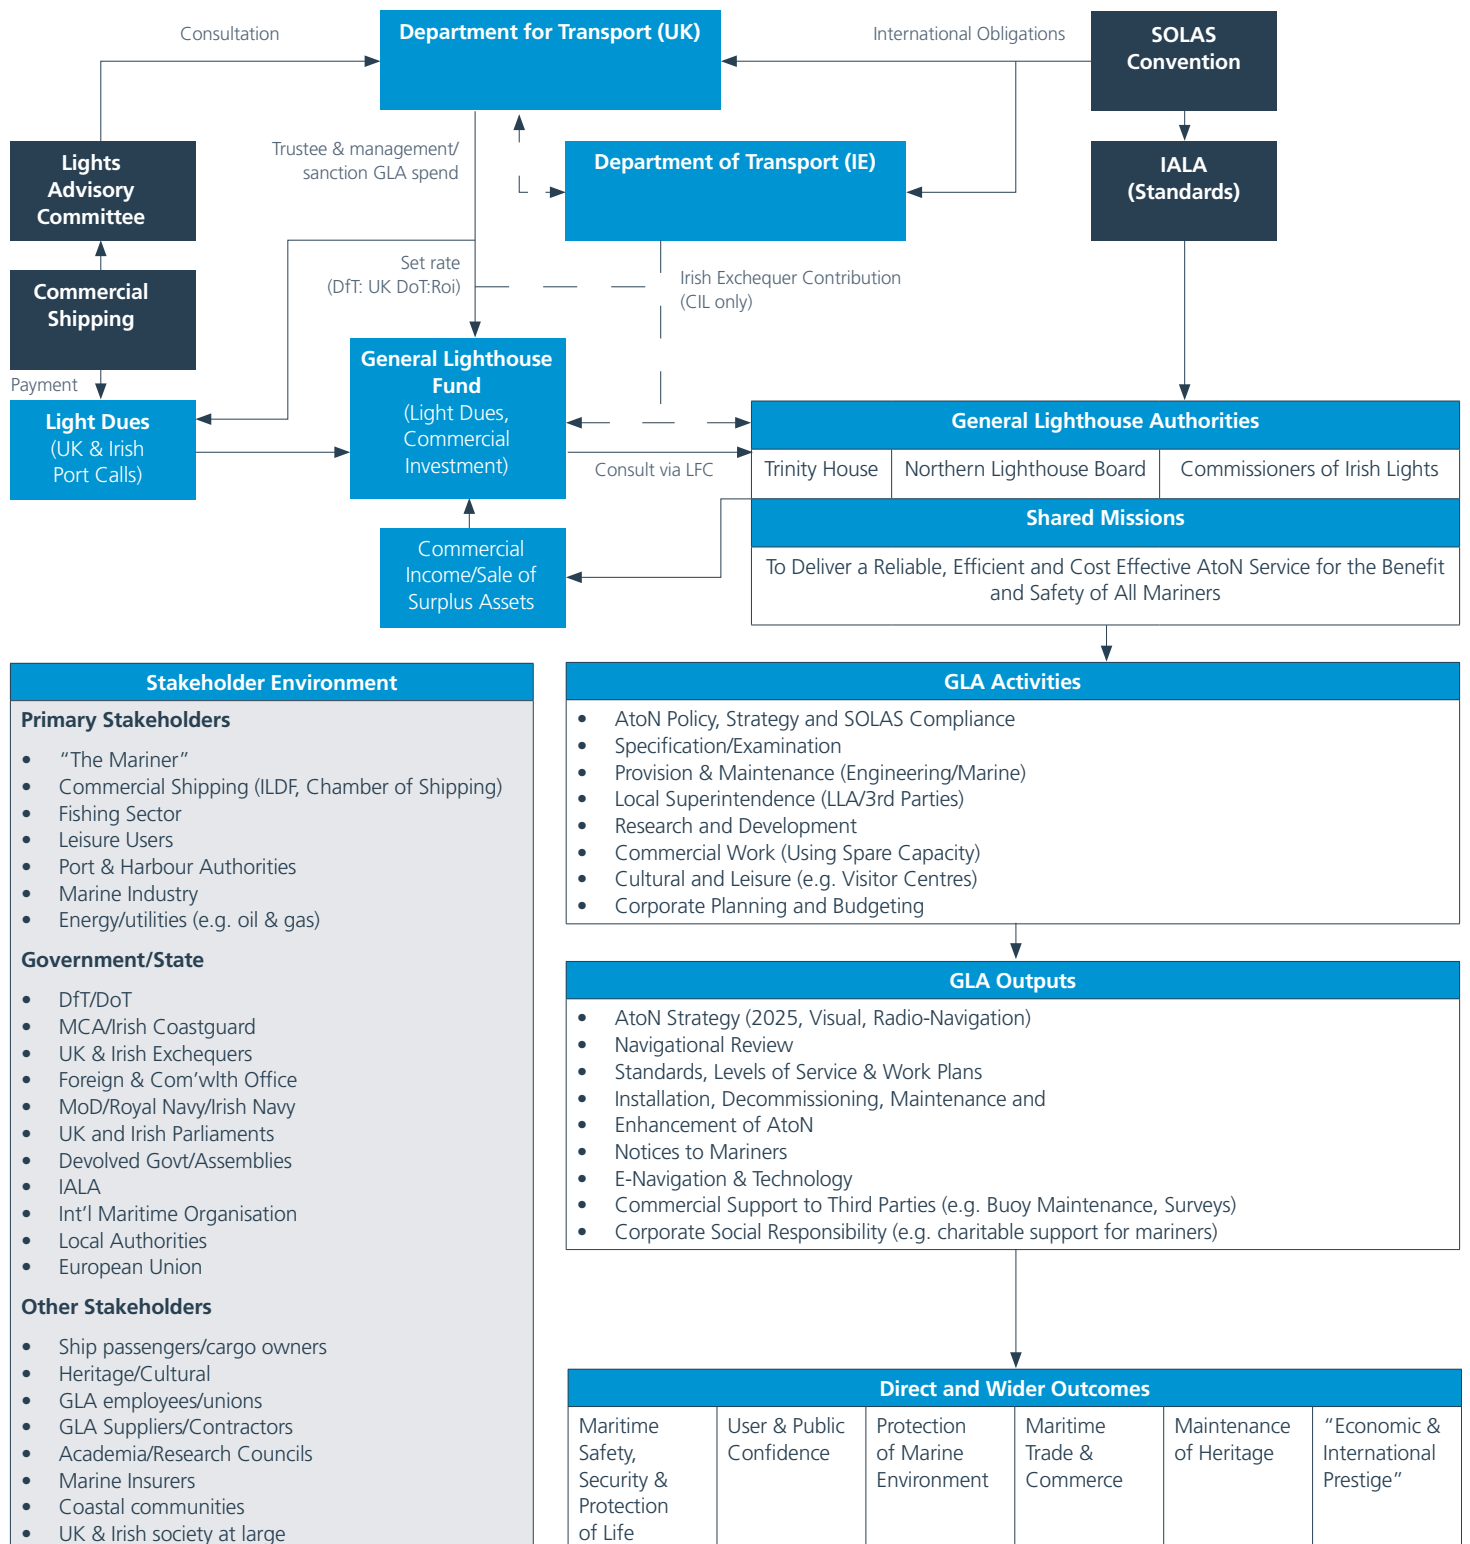 Consultation
Department for Transport (UK)
International Obligations
SOLAS
Convention
Lights
Advisory
Committee
Trustee & management/
sanction GLA spend
Department of Transport (IE)
IALA
(Standards)
Commercial
Shipping
Set rate
(DfT: UK DoT:Roi)
Irish Exchequer Contribution
(CIL only)
Payment
Light Dues
(UK & Irish
Port Calls)
General Lighthouse
Fund
(Light Dues,
Commercial
Investment)
Consult via LFC
General Lighthouse Authorities
Trinity House
Northern Lighthouse Board
Commissioners of Irish Lights
Shared Missions
To Deliver a Reliable, Efficient and Cost Effective AtoN Service for the Benefit
and Safety of All Mariners
Commercial
Income/Sale of
Surplus Assets
Stakeholder Environment
Primary Stakeholders
• “The Mariner”
• Commercial Shipping (ILDF, Chamber of Shipping)
• Fishing Sector
• Leisure Users
• Port & Harbour Authorities
• Marine Industry
• Energy/utilities (e.g. oil & gas)
Government/State
• DfT/DoT
• MCA/Irish Coastguard
• UK & Irish Exchequers
• Foreign & Com’wlth Office
• MoD/Royal Navy/Irish Navy
• UK and Irish Parliaments
• Devolved Govt/Assemblies
• IALA
• Int’l Maritime Organisation
• Local Authorities
• European Union
Other Stakeholders
• Ship passengers/cargo owners
• Heritage/Cultural
• GLA employees/unions
• GLA Suppliers/Contractors
• Academia/Research Councils
• Marine Insurers
• Coastal communities
• UK & Irish society at large
GLA Activities
• AtoN Policy, Strategy and SOLAS Compliance
• Specification/Examination
• Provision & Maintenance (Engineering/Marine)
• Local Superintendence (LLA/3rd Parties)
• Research and Development
• Commercial Work (Using Spare Capacity)
• Cultural and Leisure (e.g. Visitor Centres)
• Corporate Planning and Budgeting
GLA Outputs
• AtoN Strategy (2025, Visual, Radio-Navigation)
• Navigational Review
• Standards, Levels of Service & Work Plans
• Installation, Decommissioning, Maintenance and
• Enhancement of AtoN
• Notices to Mariners
• E-Navigation & Technology
• Commercial Support to Third Parties (e.g. Buoy Maintenance, Surveys)
• Corporate Social Responsibility (e.g. charitable support for mariners)
Direct and Wider Outcomes
Maritime
Safety,
Security &
Protection
of Life
User & Public
Confidence
Protection
of Marine
Environment
Maritime
Trade &
Commerce
Maintenance
of Heritage
“Economic &
International
Prestige”